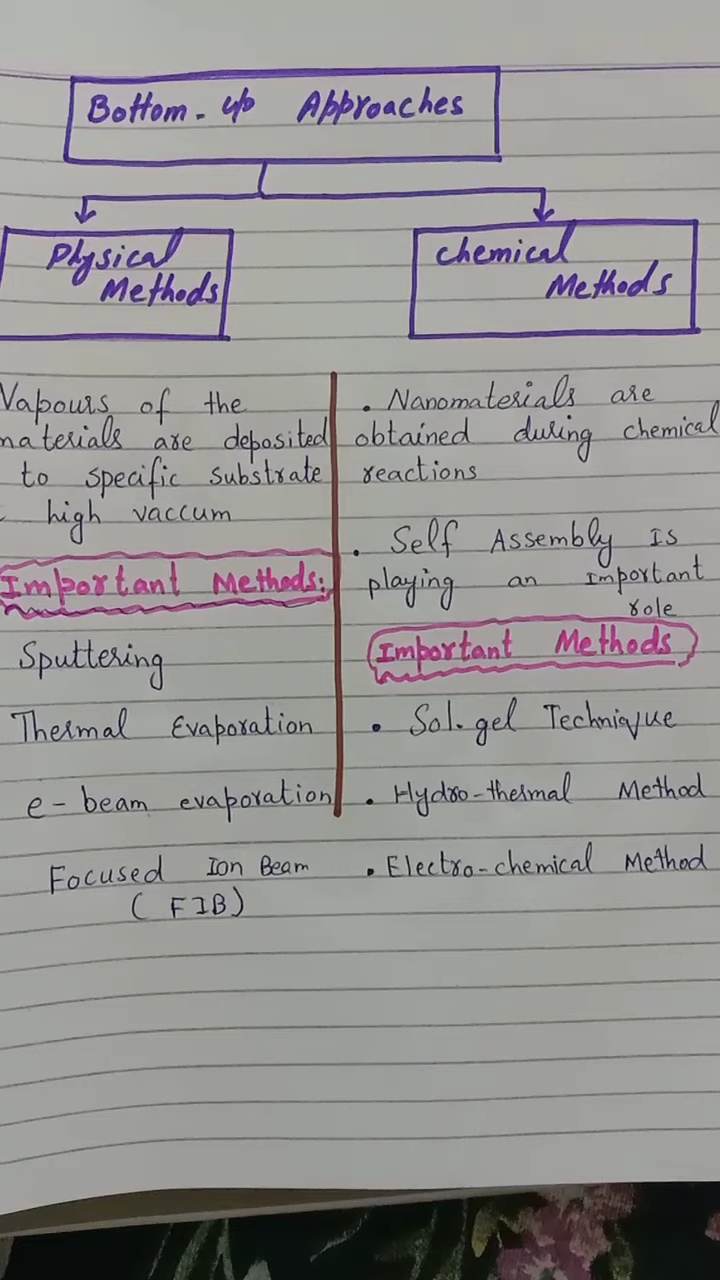 Bottom-up Approaches
Physical
Methods
Chemical
Methods
Vapours of the
materials are deposited
to specific substrate
high vaccum
Important Methods:
Sputtering
Thermal Evaporation
e-beam evaporation
Focused Ion Beam
(FIB)
. Nanomaterials are
obtained during chemical
reactions
. Self Assembly is
playing an important
role
Important Methods
• Sol-gel Technique
. Hydro-thermal Method
. Electro-chemical Method